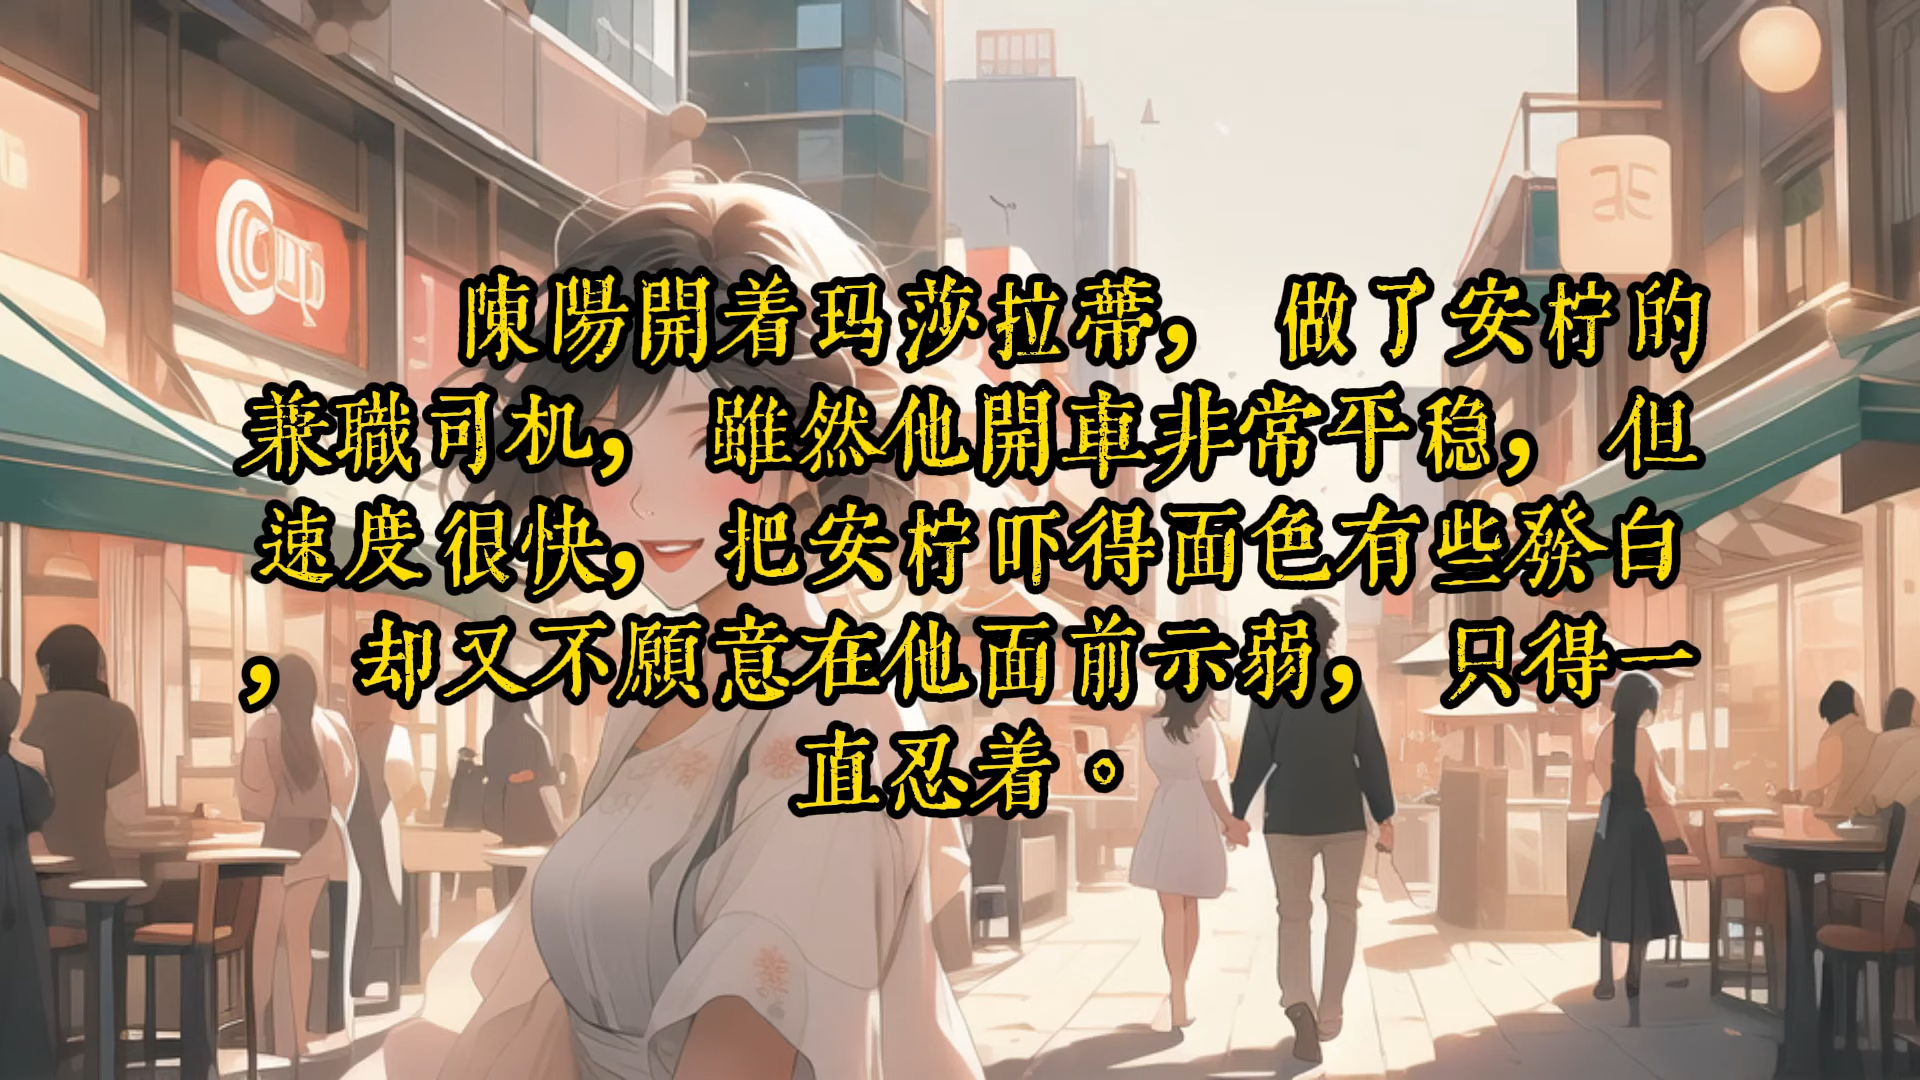 陳陽開着玛莎拉蒂， 做了安柠的
兼職司机， 雖然他開車非常平稳， 但
速度很快， 把安柠吓得面色有些發白
， 却又不願意在他面前示弱， 只得一
直忍着。